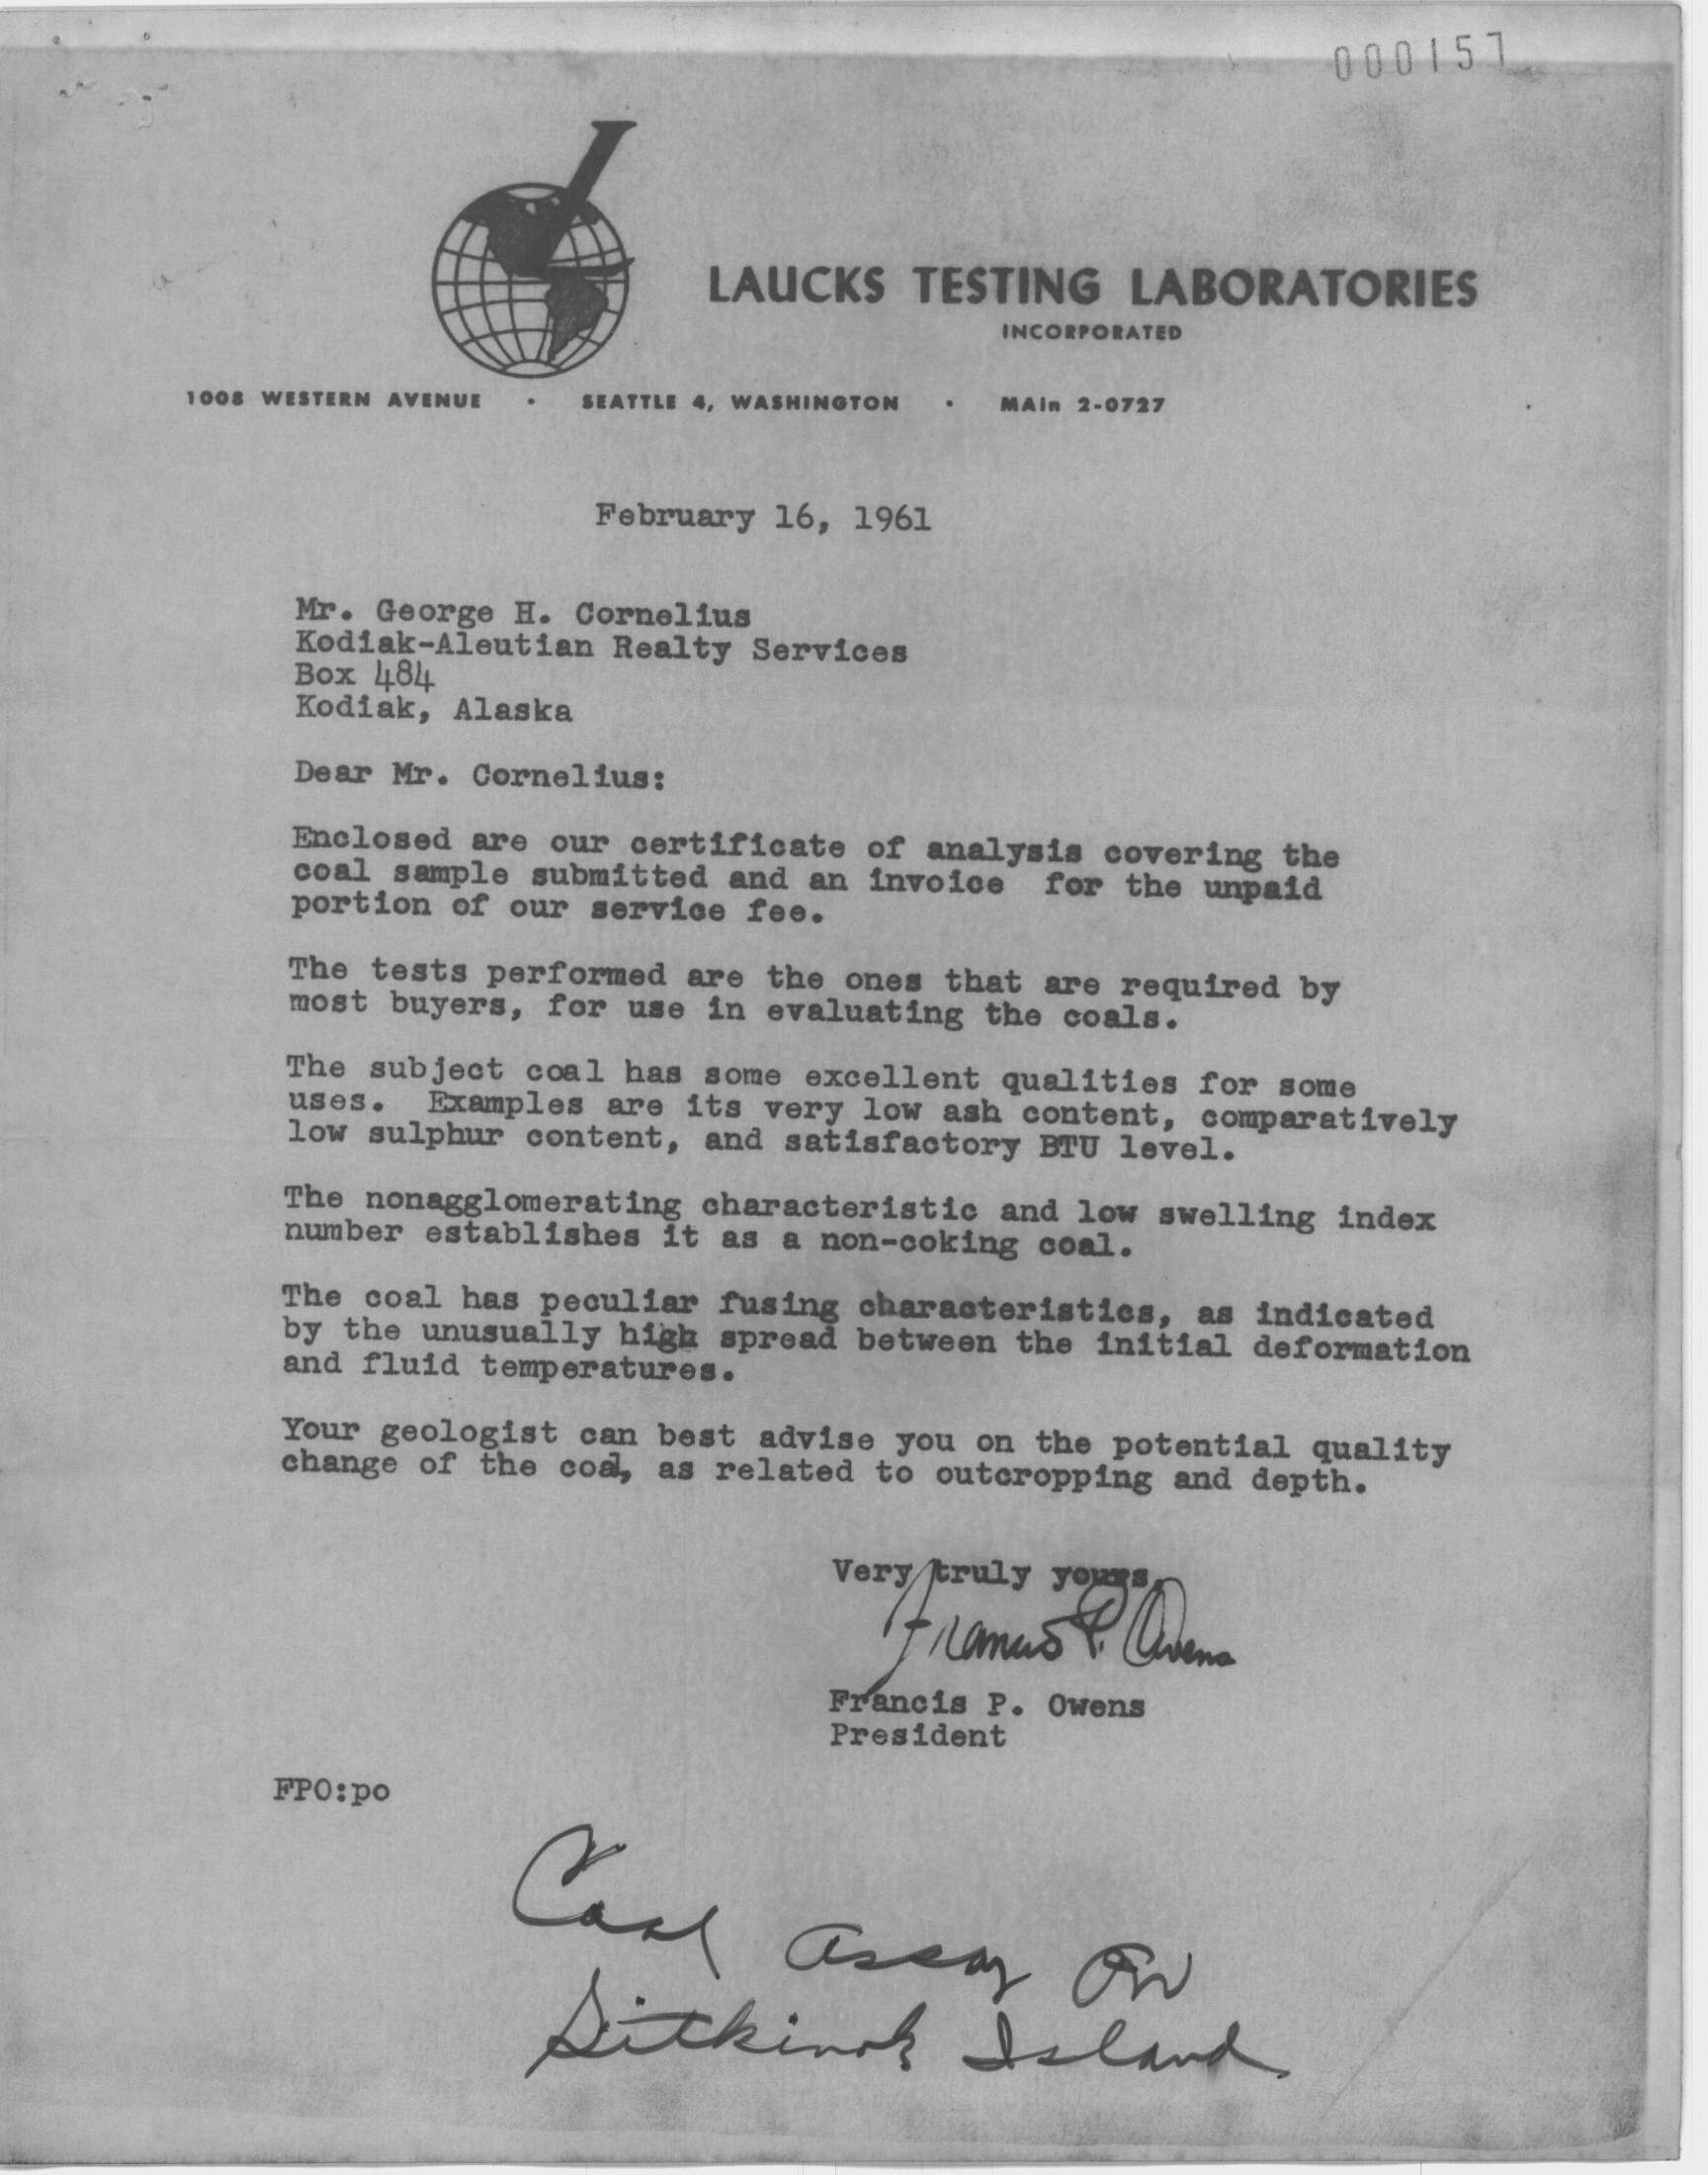 000157
LAUCKS TESTING LABORATORIES
INCORPORATED
1008 WESTERN AVENUE • SEATTLE 4, WASHINGTON • MAin 2-0727
February 16, 1961
Mr. George H. Cornelius
Kodiak-Aleutian Realty Services
Box 484
Kodiak, Alaska
Dear Mr. Cornelius:
Enclosed are our certificate of analysis covering the
coal sample submitted and an invoice for the unpaid
portion of our service fee.
The tests performed are the ones that are required by
most buyers, for use in evaluating the coals.
The subject coal has some excellent qualities for some
uses. Examples are its very low ash content, comparatively
low sulphur content, and satisfactory BTU level.
The nonagglomerating characteristic and low swelling index
number establishes it as a non-coking coal.
The coal has peculiar fusing characteristics, as indicated
by the unusually high spread between the initial deformation
and fluid temperatures.
Your geologist can best advise you on the potential quality
change of the coal, as related to outcropping and depth.
Very truly yours,
Francis P. Owens
Francis P. Owens
President
FPO:po
Coal Assay On
Sitkinak Island